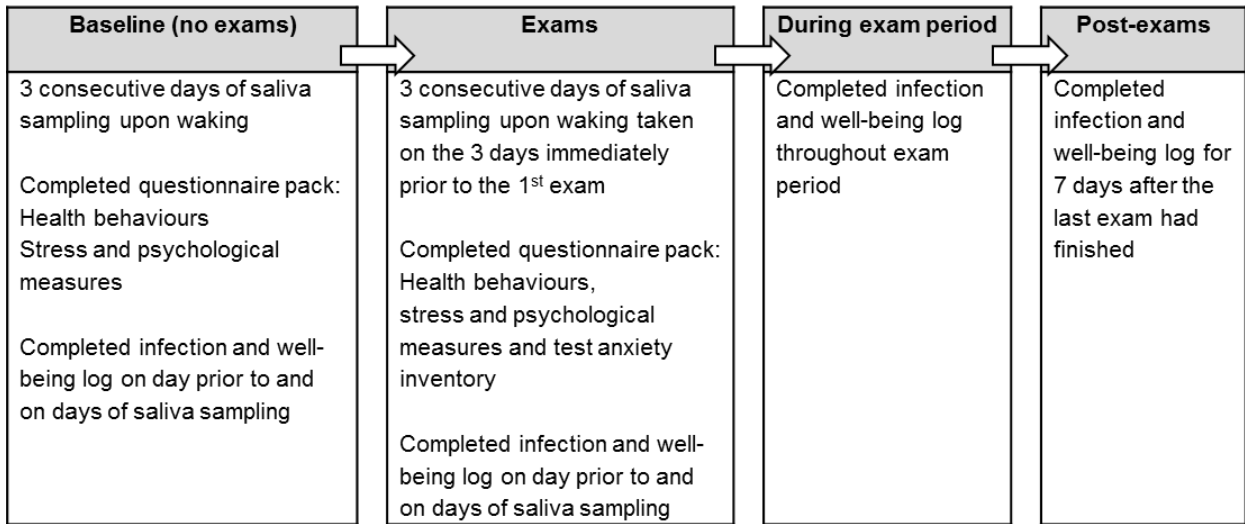 Baseline (no exams)
3 consecutive days of saliva
sampling upon waking
Completed questionnaire pack:
Health behaviours
Stress and psychological
measures
Completed infection and well-
being log on day prior to and
on days of saliva sampling
Exams
3 consecutive days of saliva
sampling upon waking taken
on the 3 days immediately
prior to the 1st exam
Completed questionnaire pack:
Health behaviours,
stress and psychological
measures and test anxiety
inventory
Completed infection and well-
being log on day prior to and
on days of saliva sampling
During exam period
Completed infection
and well-being log
throughout exam
period
Post-exams
Completed
infection and
well-being log for
7 days after the
last exam had
finished